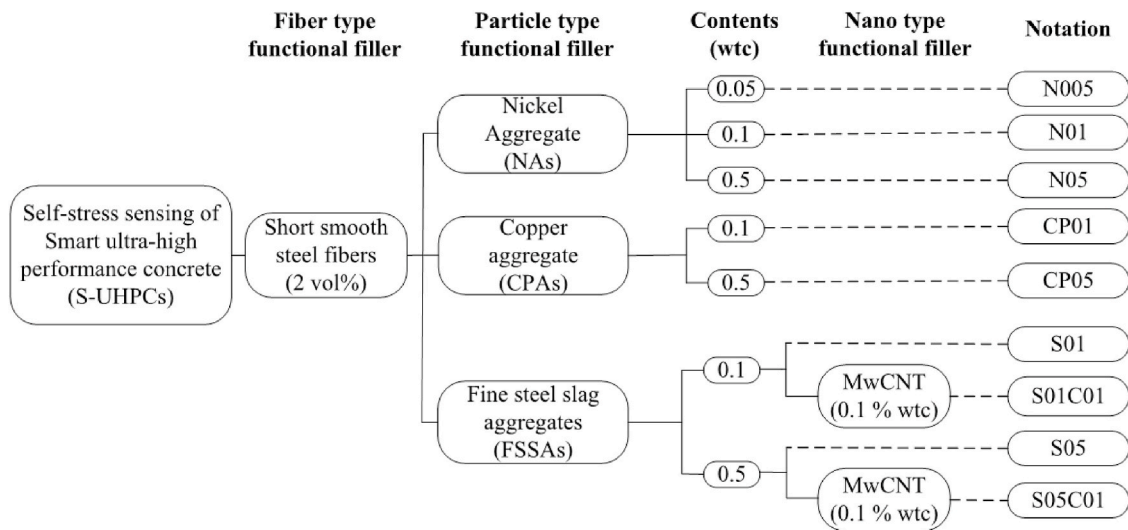 Fiber type
functional filler
Particle type
functional filler
Contents
(wtc)
Nano type
functional filler
Notation
Self-stress sensing of
Smart ultra-high
performance concrete
(S-UHPCs)
Short smooth
steel fibers
(2 vol%)
Nickel
Aggregate
(NAs)
0.05
N005
0.1
N01
0.5
N05
Copper
aggregate
(CPAs)
0.1
CP01
0.5
CP05
Fine steel slag
aggregates
(FSSAs)
0.1
S01
MwCNT
(0.1 % wtc)
S01C01
0.5
S05
MwCNT
(0.1 % wtc)
S05C01